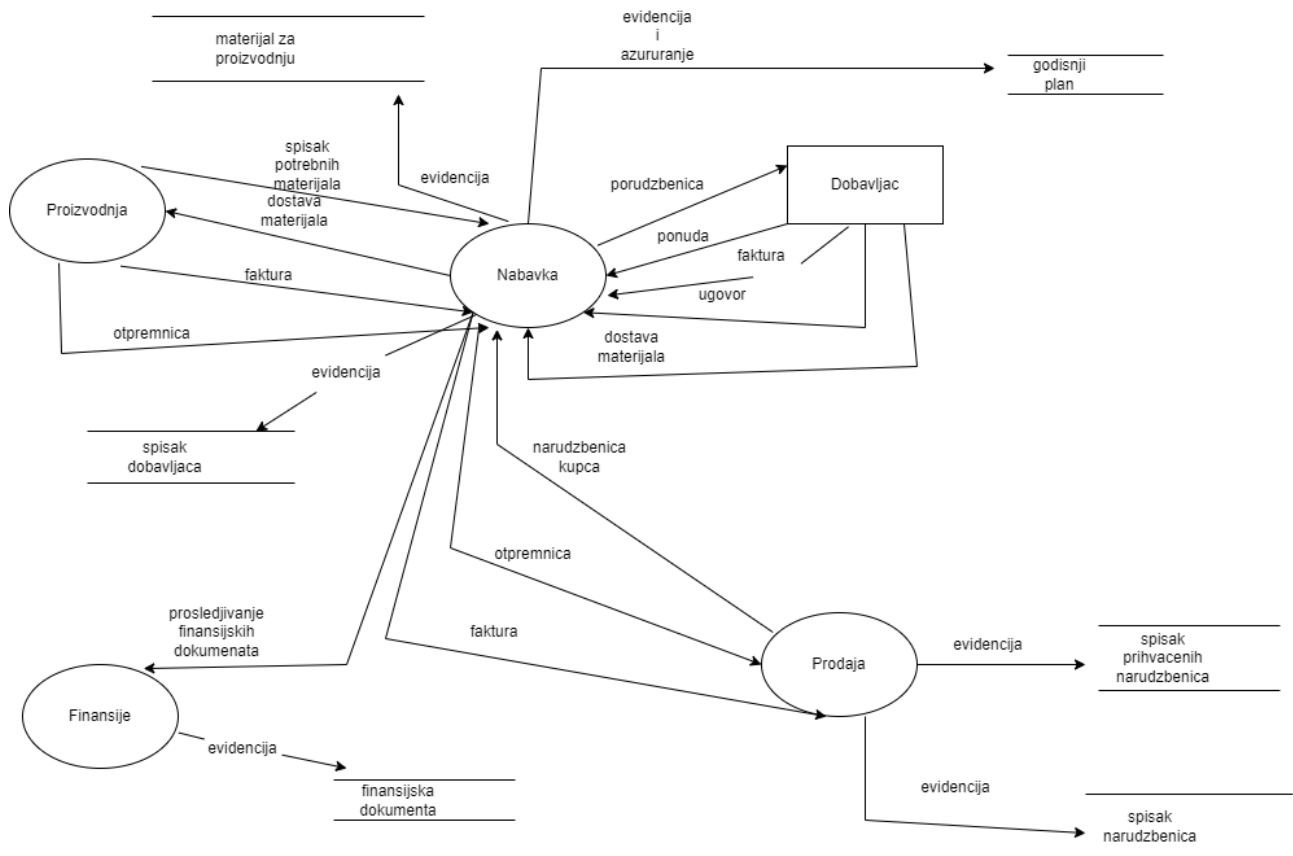 evidencija
i
azururanje
materijal za
proizvodnju
godisnji
plan
spisak
potrebnih
materijala
dostava
materijala
evidencija
porudzbenica
Dobavljac
Proizvodnja
ponuda
faktura
Nabavka
faktura
ugovor
otpremnica
dostava
materijala
evidencija
spisak
dobavljaca
narudzbenica
kupca
otpremnica
prosledjivanje
finansijskih
dokumenata
faktura
Prodaja
evidencija
spisak
prihvacenih
narudzbenica
Finansije
evidencija
finansijska
dokumenta
evidencija
spisak
narudzbenica